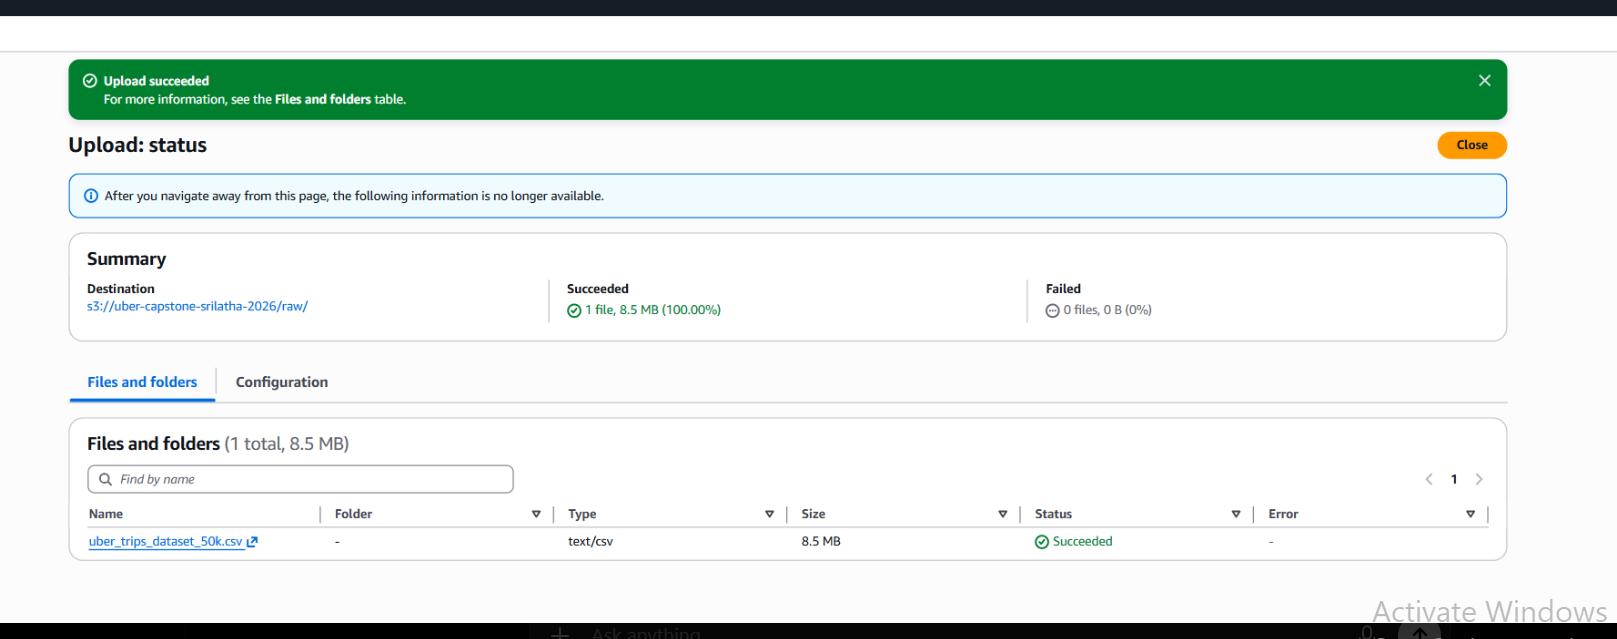 Upload succeeded
For more information, see the Files and folders table.
Upload: status
Close
After you navigate away from this page, the following information is no longer available.
Summary
Destination
s3://uber-capstone-srilatha-2026/raw/
Succeeded
1 file, 8.5 MB (100.00%)
Failed
0 files, 0 B (0%)
Files and folders
Configuration
Files and folders (1 total, 8.5 MB)
Find by name
1
Name Folder Type Size Status Error
uber_trips_dataset_50k.csv - text/csv 8.5 MB Succeeded -
Activate Windows
Ask anything